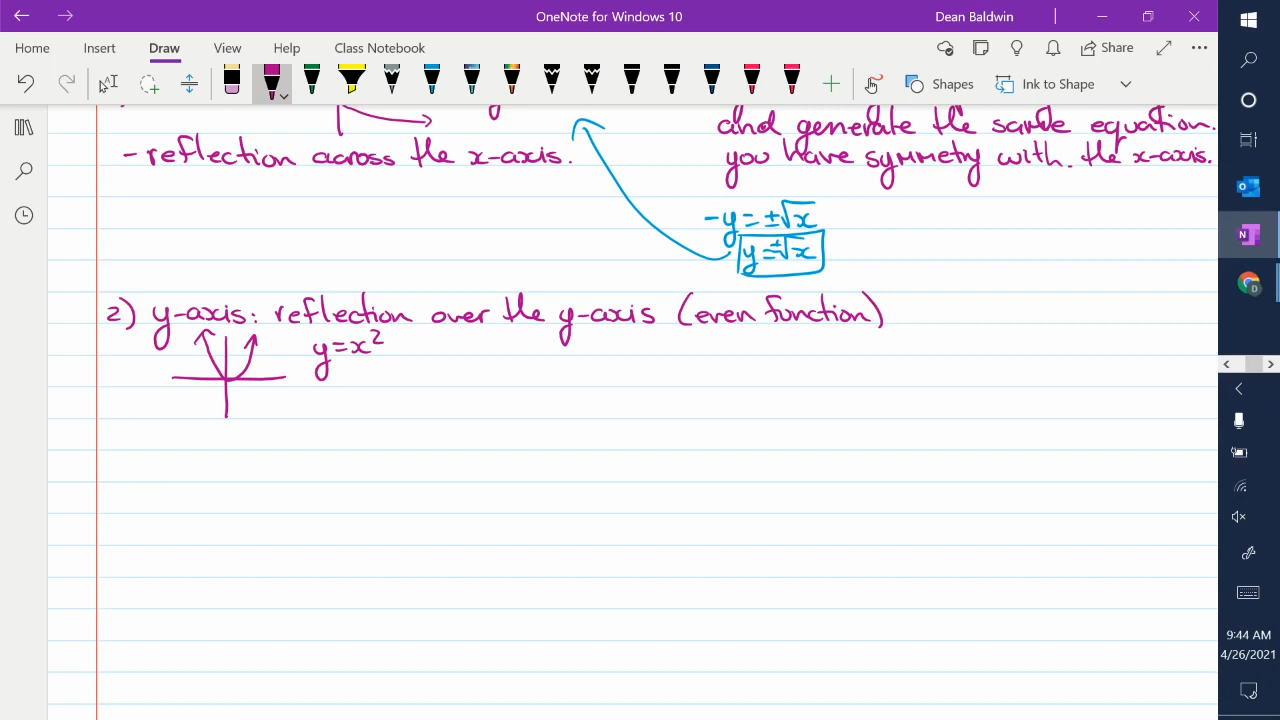 OneNote for Windows 10
Dean Baldwin
Home Insert Draw View Help Class Notebook
Share
Shapes
Ink to Shape
and generate the same equation.
- reflection across the x-axis.
you have symmetry with the x-axis.
-y = ±√x
y = ±√x
2) y-axis: reflection over the y-axis (even function)
y = x²
9:44 AM
4/26/2021